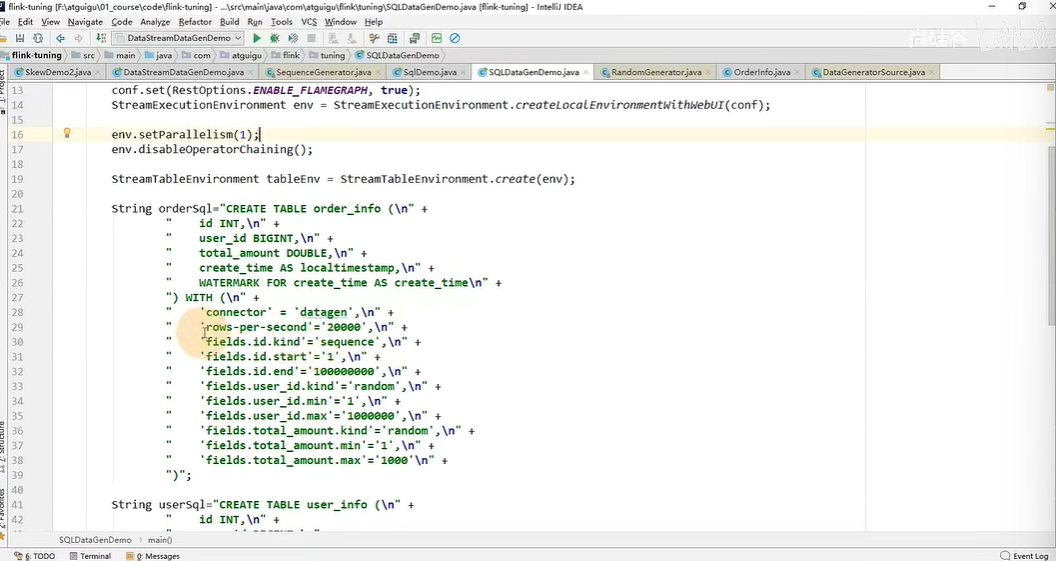 flink-tuning [F:\atguigu\01_course\code\flink-tuning] - ...\src\main\java\com\atguigu\flink\tuning\SQLDataGenDemo.java [flink-tuning] - IntelliJ IDEA
File Edit View Navigate Code Analyze Refactor Build Run Tools VCS Window Help
DataStreamDataGenDemo
尚硅谷
flink-tuning src main java com atguigu flink tuning SQLDataGenDemo
SkewDemo2.java DataStreamDataGenDemo.java SequenceGenerator.java SqlDemo.java SQLDataGenDemo.java RandomGenerator.java OrderInfo.java DataGeneratorSource.java
13 conf.set(RestOptions.ENABLE_FLAMEGRAPH, true);
14 StreamExecutionEnvironment env = StreamExecutionEnvironment.createLocalEnvironmentWithWebUI(conf);
15
16 env.setParallelism(1);
17 env.disableOperatorChaining();
18
19 StreamTableEnvironment tableEnv = StreamTableEnvironment.create(env);
20
21 String orderSql="CREATE TABLE order_info (\n" +
22 " id INT,\n" +
23 " user_id BIGINT,\n" +
24 " total_amount DOUBLE,\n" +
25 " create_time AS localtimestamp,\n" +
26 " WATERMARK FOR create_time AS create_time\n" +
27 ") WITH (\n" +
28 " 'connector' = 'datagen',\n" +
29 " 'rows-per-second'='20000',\n" +
30 " 'fields.id.kind'='sequence',\n" +
31 " 'fields.id.start'='1',\n" +
32 " 'fields.id.end'='100000000',\n" +
33 " 'fields.user_id.kind'='random',\n" +
34 " 'fields.user_id.min'='1',\n" +
35 " 'fields.user_id.max'='1000000',\n" +
36 " 'fields.total_amount.kind'='random',\n" +
37 " 'fields.total_amount.min'='1',\n" +
38 " 'fields.total_amount.max'='1000'\n" +
39 ")";
40
41 String userSql="CREATE TABLE user_info (\n" +
42 " id INT,\n" +
SQLDataGenDemo main()
6: TODO Terminal 0: Messages Event Log
1: Project
Structure
2: Favorites